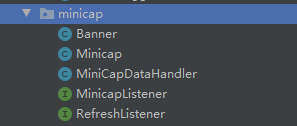 minicap
C Banner
C Minicap
C MiniCapDataHandler
I MinicapListener
I RefreshListener